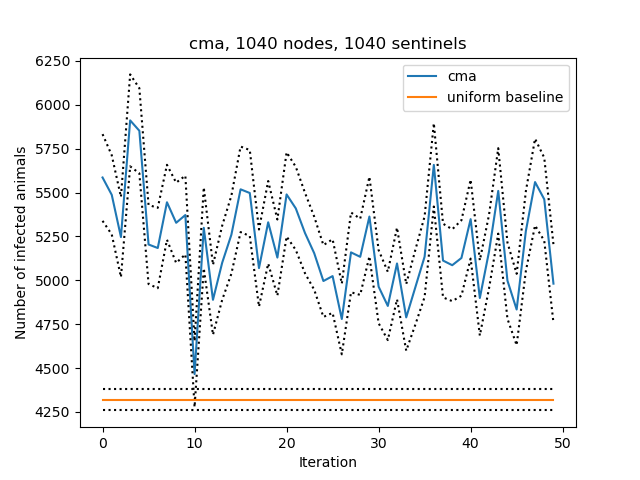 cma, 1040 nodes, 1040 sentinels
cma
uniform baseline
Number of infected animals
6250
6000
5750
5500
5250
5000
4750
4500
4250
0 10 20 30 40 50
Iteration